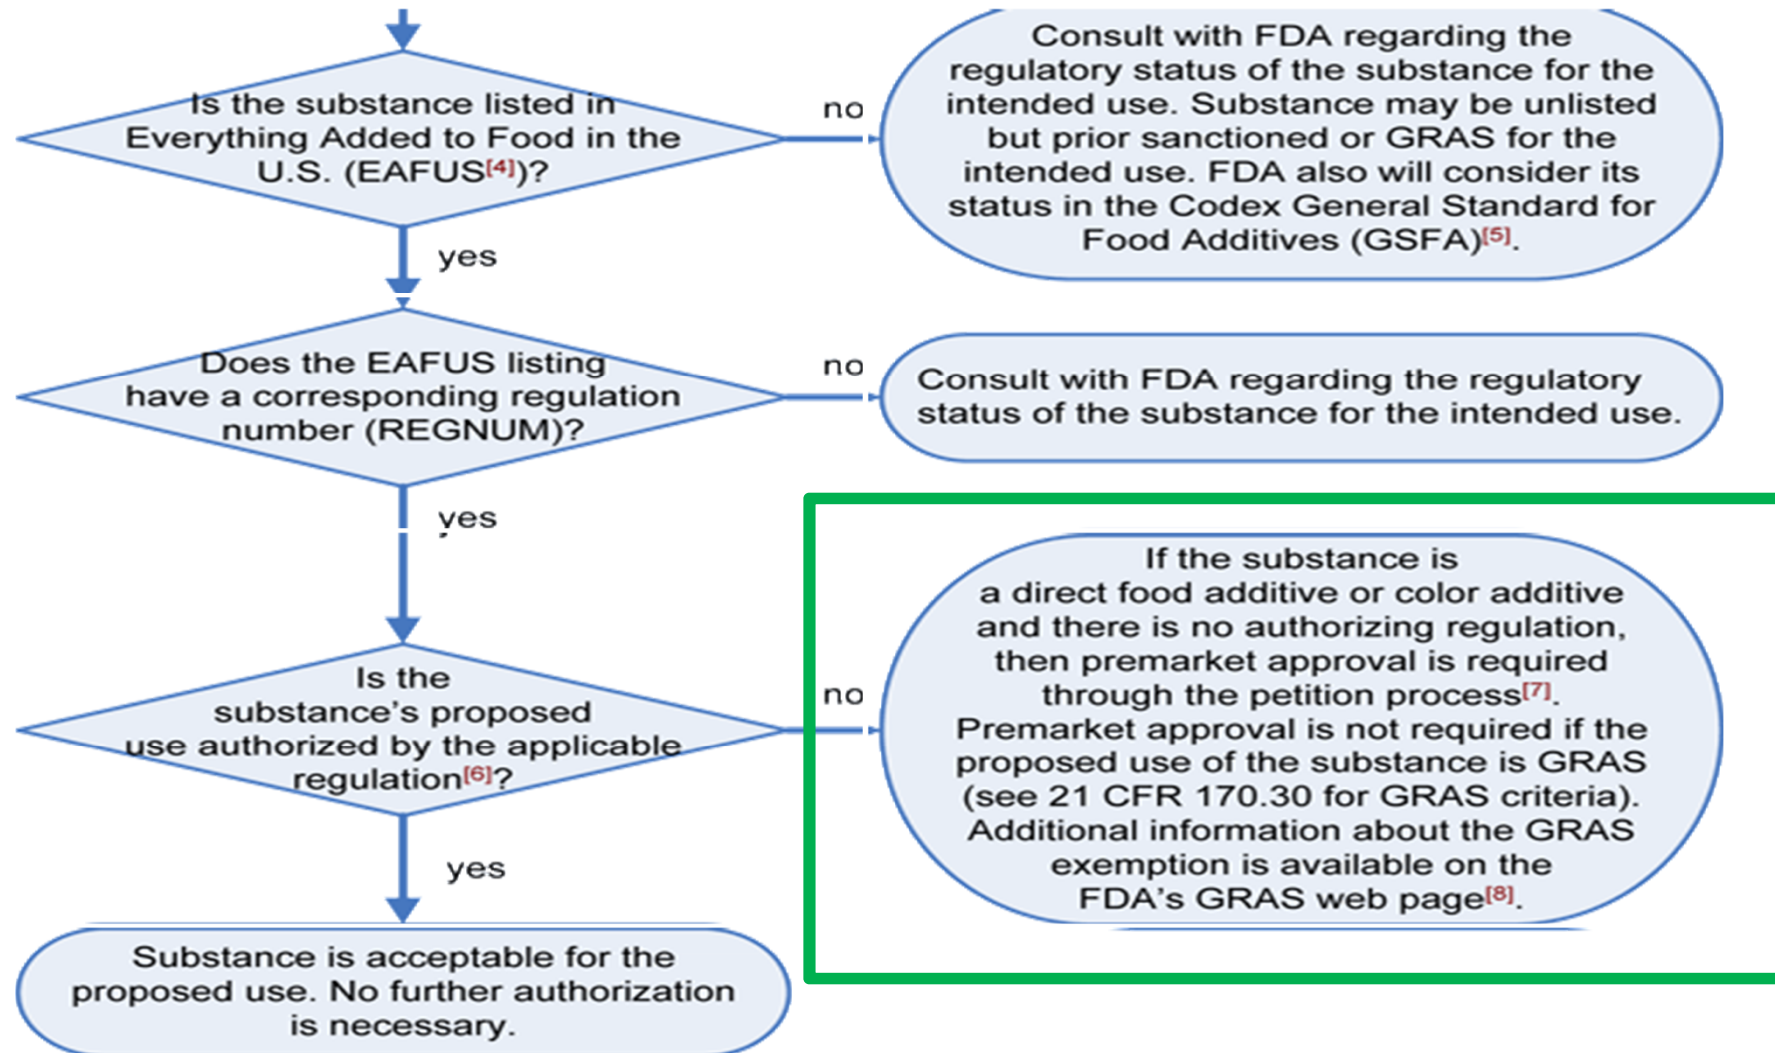 Is the substance listed in
Everything Added to Food in the
U.S. (EAFUS[4])?
no
Consult with FDA regarding the
regulatory status of the substance for the
intended use. Substance may be unlisted
but prior sanctioned or GRAS for the
intended use. FDA also will consider its
status in the Codex General Standard for
Food Additives (GSFA)[5].
yes
Does the EAFUS listing
have a corresponding regulation
number (REGNUM)?
no
Consult with FDA regarding the regulatory
status of the substance for the intended use.
yes
Is the
substance’s proposed
use authorized by the applicable
regulation[6]?
no
If the substance is
a direct food additive or color additive
and there is no authorizing regulation,
then premarket approval is required
through the petition process[7].
Premarket approval is not required if the
proposed use of the substance is GRAS
(see 21 CFR 170.30 for GRAS criteria).
Additional information about the GRAS
exemption is available on the
FDA’s GRAS web page[8].
yes
Substance is acceptable for the
proposed use. No further authorization
is necessary.